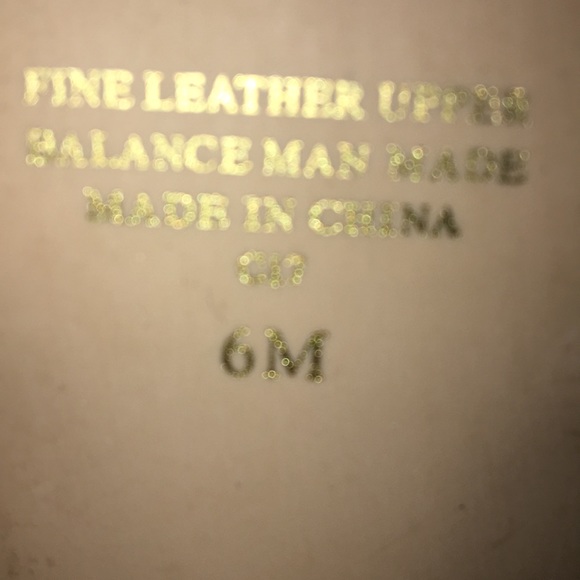 FINE LEATHER UPPER
BALANCE MAN MADE
MADE IN CHINA
6M